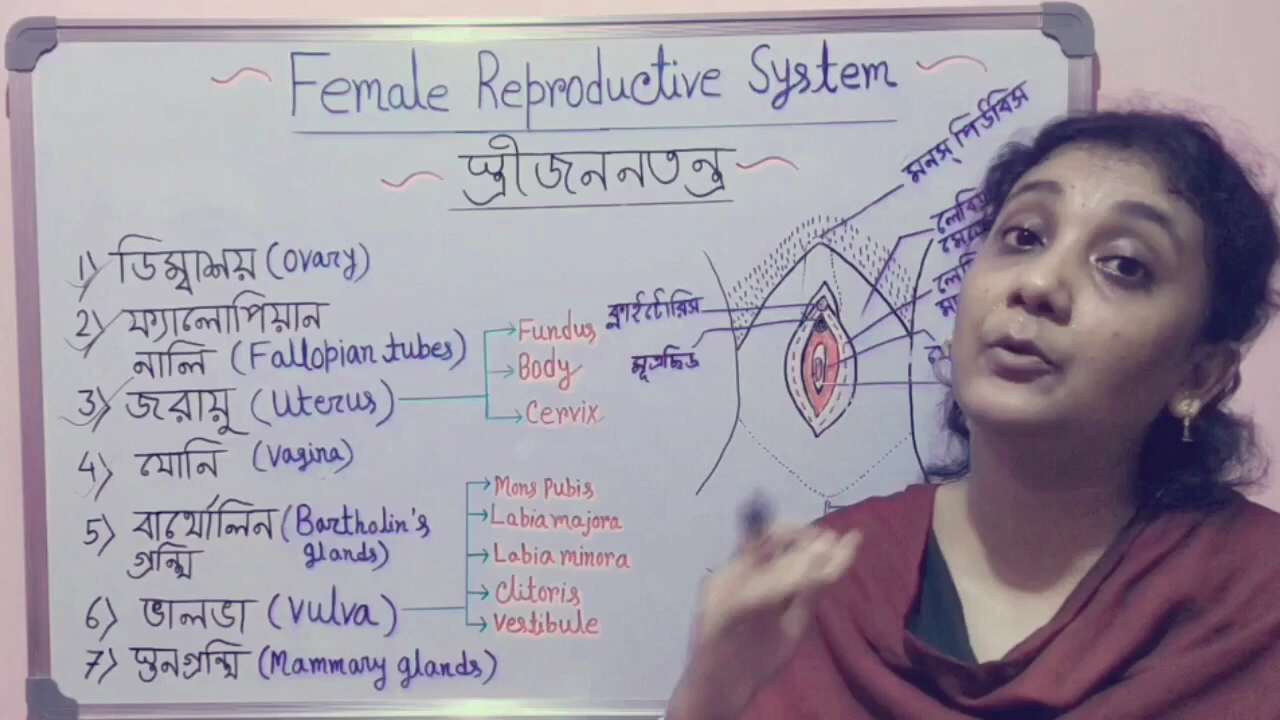 Female Reproductive System
স্ত্রীজননতন্ত্র
1) ডিম্বাশয় (Ovary)
2) ফ্যালোপিয়ান
নালি (Fallopian tubes)
3) জরায়ু (Uterus)
Fundus
Body
Cervix
4) যোনি (Vagina)
5) বার্থোলিন (Bartholin's
গ্রন্থি glands)
6) ভালভা (Vulva)
Mons Pubis
Labia majora
Labia minora
Clitoris
Vestibule
7) স্তনগ্রন্থি (Mammary glands)
মনস্ পিউবিস
ক্লাইটোরিস
মূত্রছিদ্র